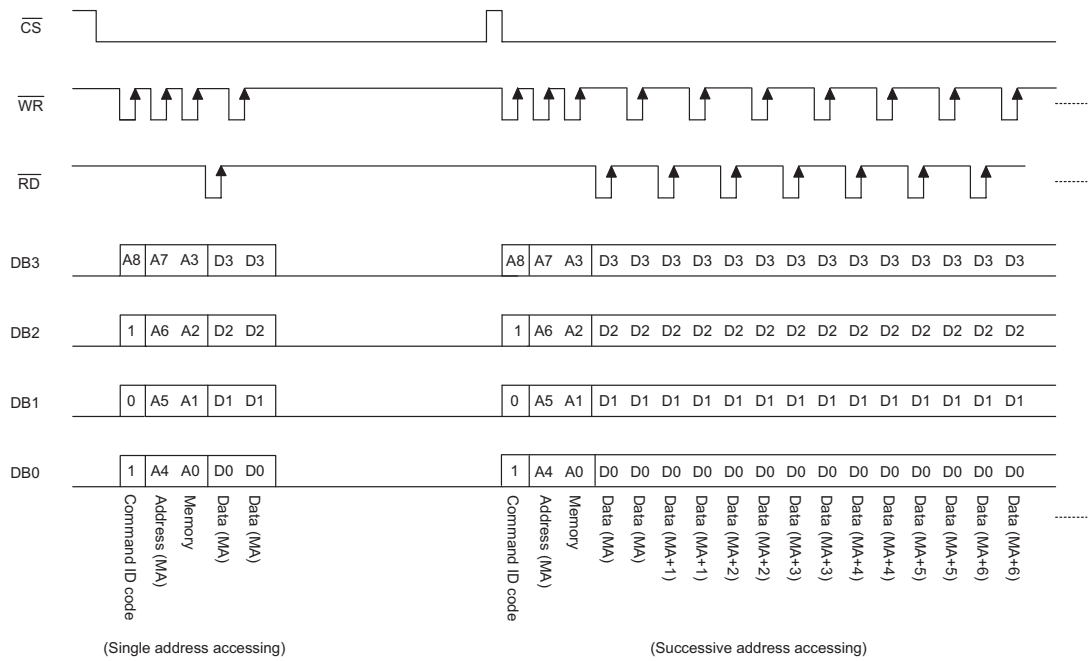 CS
WR
RD
DB3 A8 A7 A3 D3 D3 A8 A7 A3 D3 D3 D3 D3 D3 D3 D3 D3 D3 D3 D3 D3 D3 D3
DB2 1 A6 A2 D2 D2 1 A6 A2 D2 D2 D2 D2 D2 D2 D2 D2 D2 D2 D2 D2 D2 D2
DB1 0 A5 A1 D1 D1 0 A5 A1 D1 D1 D1 D1 D1 D1 D1 D1 D1 D1 D1 D1 D1 D1
DB0 1 A4 A0 D0 D0 1 A4 A0 D0 D0 D0 D0 D0 D0 D0 D0 D0 D0 D0 D0 D0 D0
Command ID code
Address (MA)
Memory
Data (MA)
Data (MA)
Command ID code
Address (MA)
Memory
Data (MA)
Data (MA)
Data (MA+1)
Data (MA+1)
Data (MA+2)
Data (MA+2)
Data (MA+3)
Data (MA+3)
Data (MA+4)
Data (MA+4)
Data (MA+5)
Data (MA+5)
Data (MA+6)
Data (MA+6)
(Single address accessing)
(Successive address accessing)